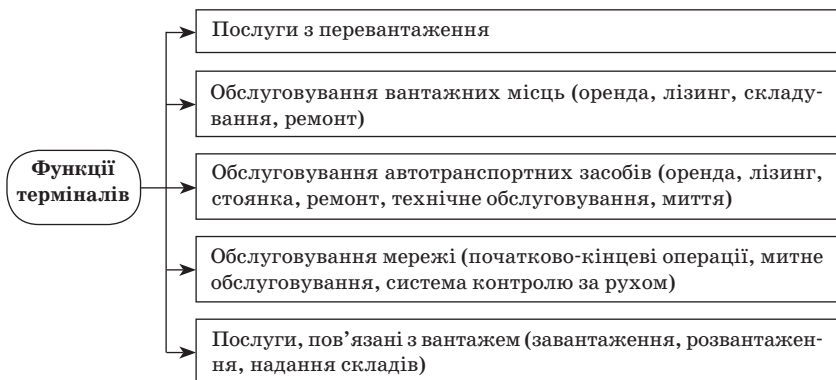 Послуги з перевантаження
Обслуговування вантажних місць (оренда, лізинг, складу-
вання, ремонт)
Функції
терміналів
Обслуговування автотранспортних засобів (оренда, лізинг,
стоянка, ремонт, технічне обслуговування, миття)
Обслуговування мережі (початково-кінцеві операції, митне
обслуговування, система контролю за рухом)
Послуги, пов’язані з вантажем (завантаження, розвантажен-
ня, надання складів)